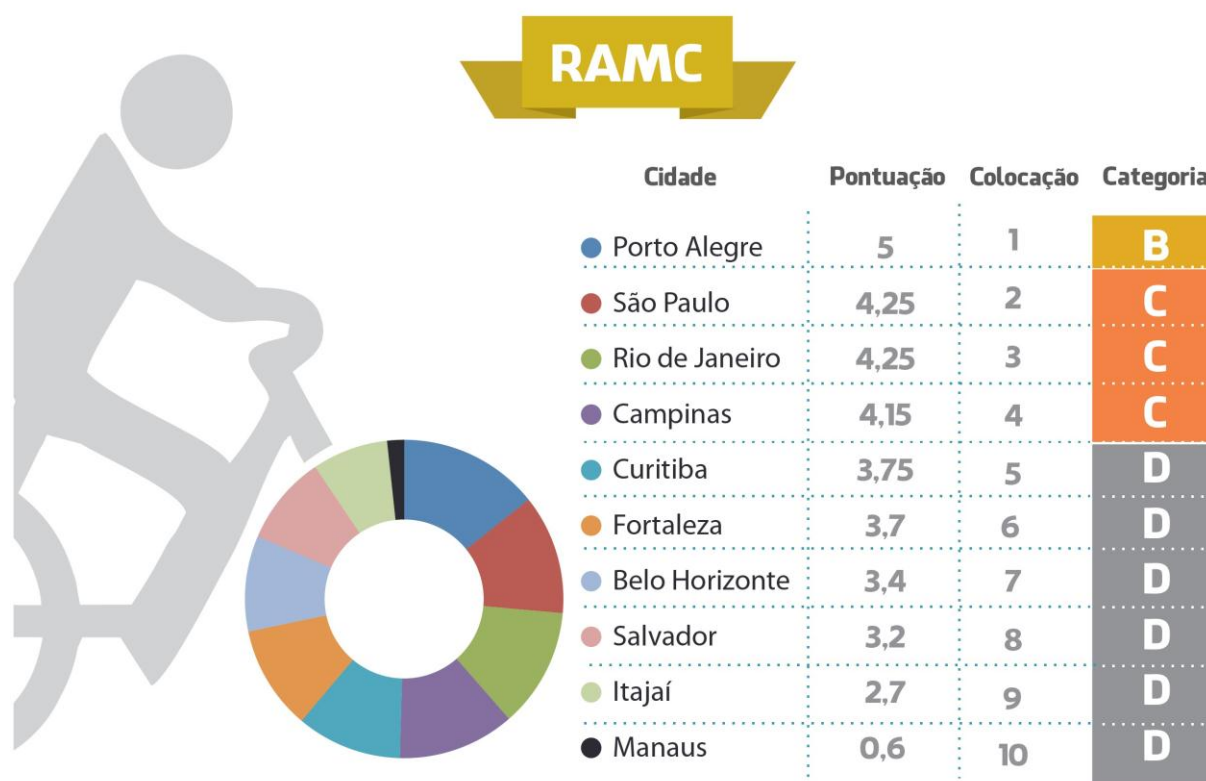 RAMC
Cidade Pontuação Colocação Categoria
Porto Alegre 5 1 B
São Paulo 4,25 2 C
Rio de Janeiro 4,25 3 C
Campinas 4,15 4 C
Curitiba 3,75 5 D
Fortaleza 3,7 6 D
Belo Horizonte 3,4 7 D
Salvador 3,2 8 D
Itajaí 2,7 9 D
Manaus 0,6 10 D